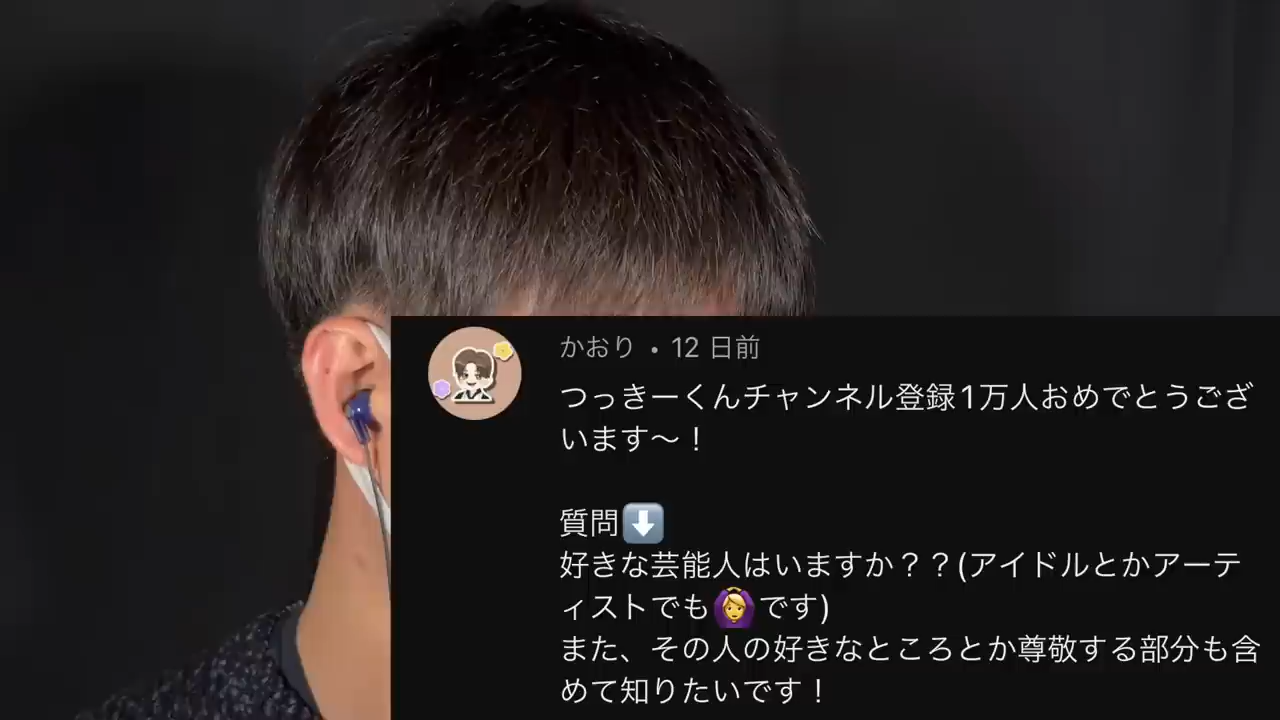 かおり • 12 日前
つっきーくんチャンネル登録1万人おめでとうござ
います〜！
質問⬇️
好きな芸能人はいますか？？(アイドルとかアーテ
ィストでも🙆‍♀️です)
また、その人の好きなところとか尊敬する部分も含
めて知りたいです！